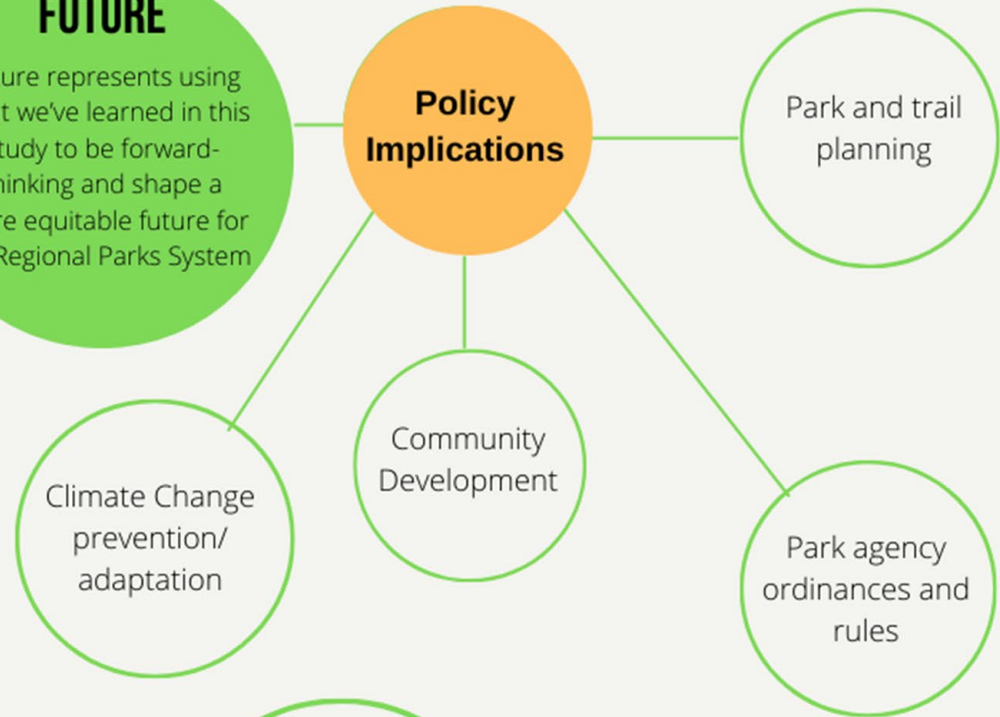 FUTURE
ure represents using
t we've learned in this
tudy to be forward-
hinking and shape a
re equitable future for
Regional Parks System
Policy
Implications
Park and trail
planning
Climate Change
prevention/
adaptation
Community
Development
Park agency
ordinances and
rules